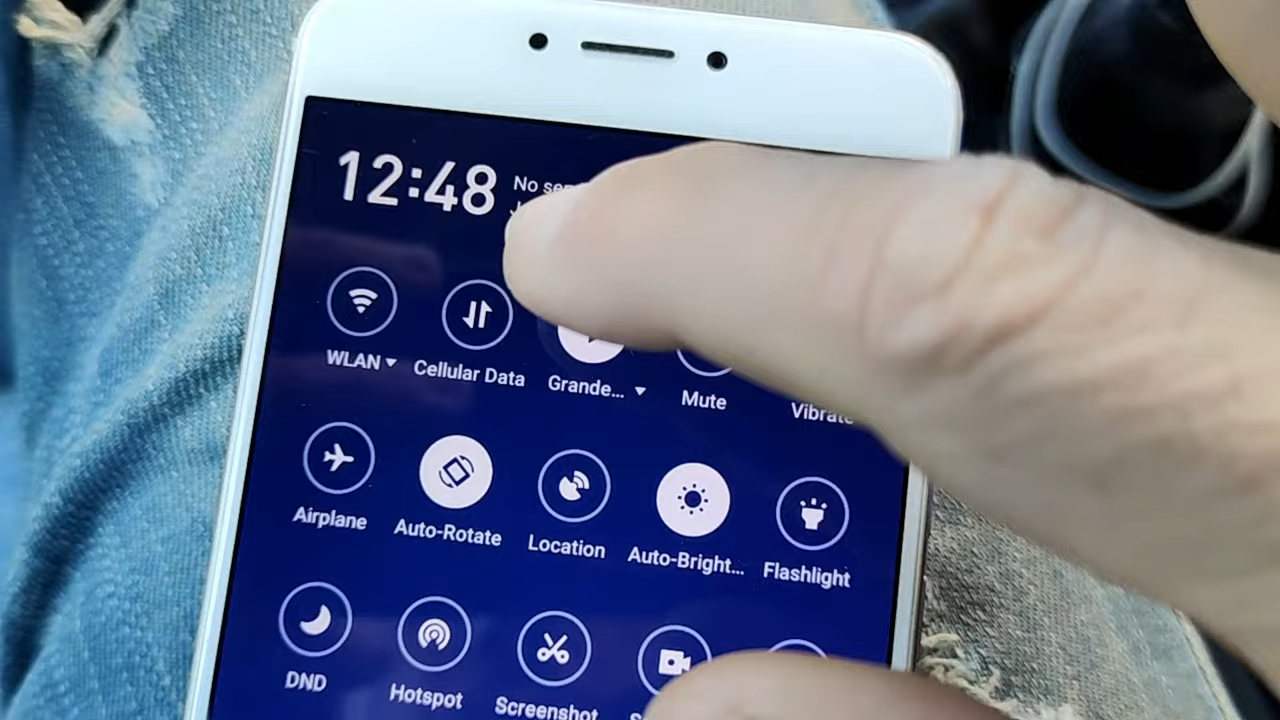 12:48 No
WLAN Cellular Data Grande... Mute Vibrate
Airplane Auto-Rotate Location Auto-Bright... Flashlight
DND Hotspot Screenshot